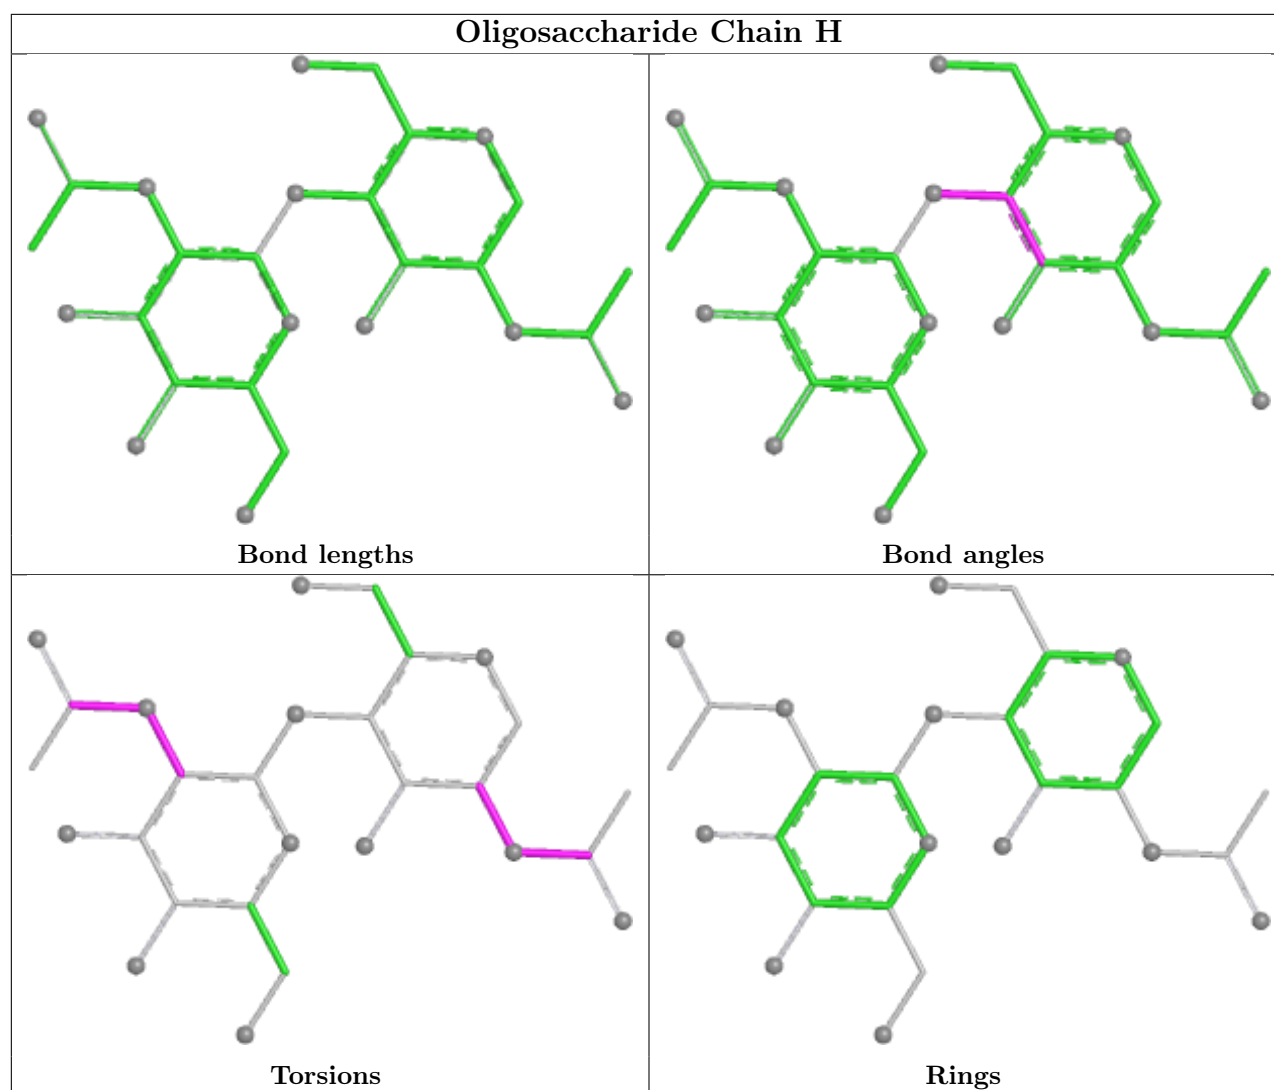 Oligosaccharide Chain H
Bond lengths
Bond angles
Torsions
Rings